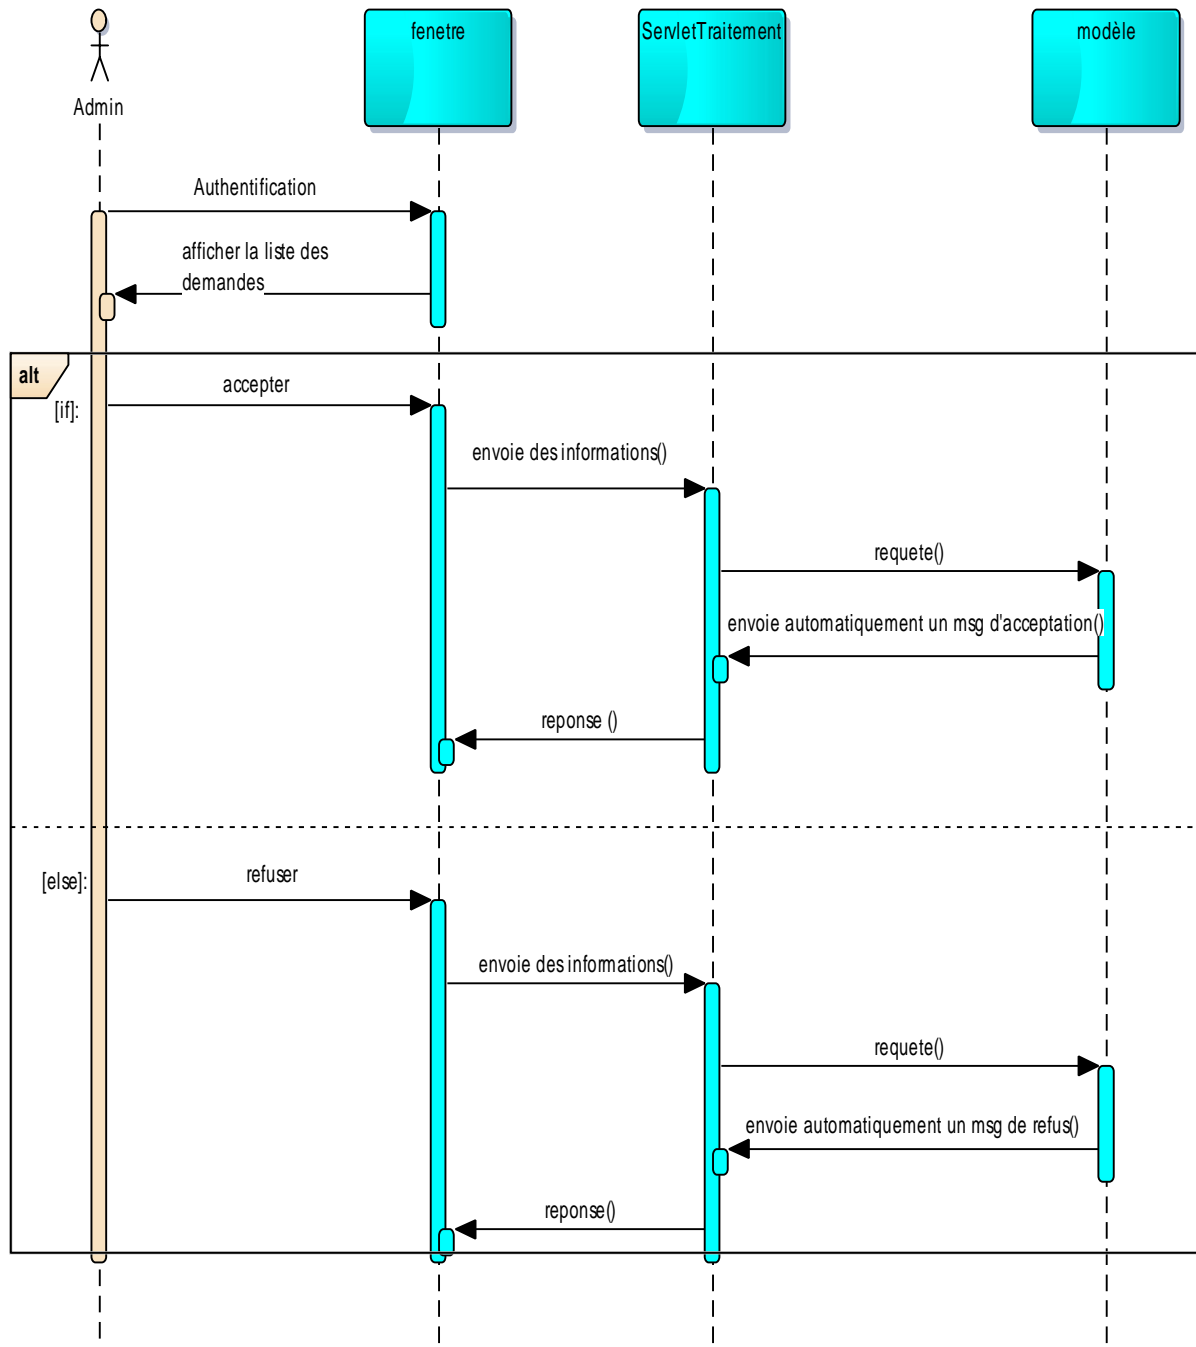 fenetre
ServletTraitement
modèle
Admin
Authentification
afficher la liste des
demandes
alt
accepter
[if]:
envoie des informations()
requete()
envoie automatiquement un msg d'acceptation()
reponse ()
refuser
[else]:
envoie des informations()
requete()
envoie automatiquement un msg de refus()
reponse()